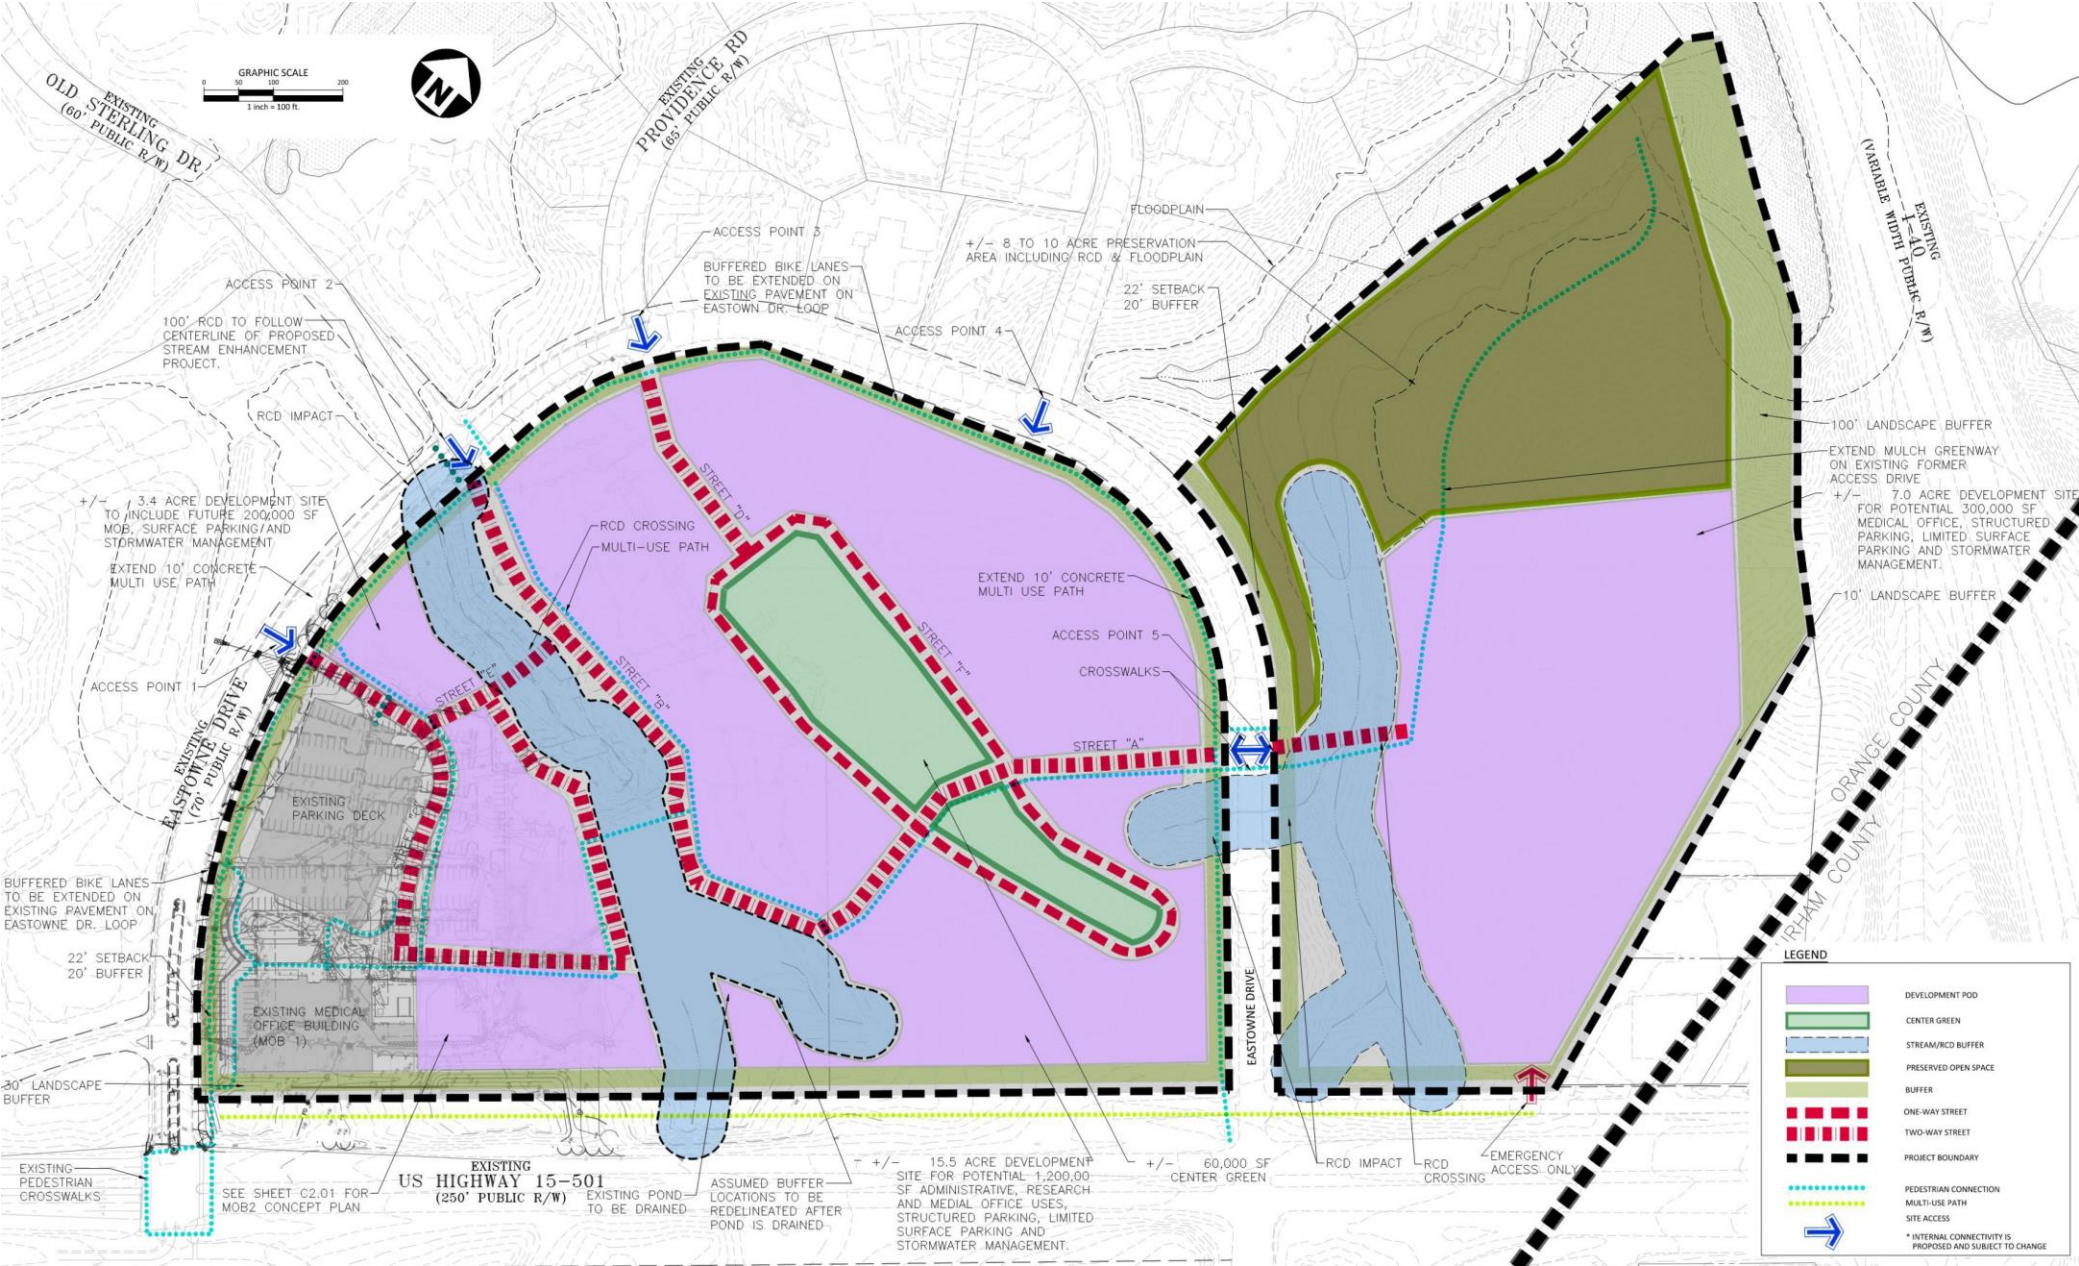 GRAPHIC SCALE
0 50 100 200
1 inch = 100 ft.
N
EXISTING
OLD STERLING DR
(60' PUBLIC R/W)
EXISTING
PROVIDENCE RD
(65' PUBLIC R/W)
EXISTING
I-40
(VARIABLE WIDTH PUBLIC R/W)
FLOODPLAIN
+/- 8 TO 10 ACRE PRESERVATION
AREA INCLUDING RCD & FLOODPLAIN
22' SETBACK
20' BUFFER
ACCESS POINT 3
BUFFERED BIKE LANES
TO BE EXTENDED ON
EXISTING PAVEMENT ON
EASTOWN DR. LOOP
ACCESS POINT 4
ACCESS POINT 2
100' RCD TO FOLLOW
CENTERLINE OF PROPOSED
STREAM ENHANCEMENT
PROJECT.
RCD IMPACT
+/- 3.4 ACRE DEVELOPMENT SITE
TO INCLUDE FUTURE 200,000 SF
MOB, SURFACE PARKING AND
STORMWATER MANAGEMENT
EXTEND 10' CONCRETE
MULTI USE PATH
ACCESS POINT 1
EXISTING
EASTOWNE DRIVE
(70' PUBLIC R/W)
RCD CROSSING
MULTI-USE PATH
STREET "D"
STREET "E"
STREET "B"
STREET "F"
STREET "A"
EXTEND 10' CONCRETE
MULTI USE PATH
ACCESS POINT 5
CROSSWALKS
100' LANDSCAPE BUFFER
EXTEND MULCH GREENWAY
ON EXISTING FORMER
ACCESS DRIVE
+/- 7.0 ACRE DEVELOPMENT SITE
FOR POTENTIAL 300,000 SF
MEDICAL OFFICE, STRUCTURED
PARKING, LIMITED SURFACE
PARKING AND STORMWATER
MANAGEMENT.
10' LANDSCAPE BUFFER
ORANGE COUNTY
COUNTY
EXISTING
PARKING DECK
BUFFERED BIKE LANES
TO BE EXTENDED ON
EXISTING PAVEMENT ON
EASTOWNE DR. LOOP
22' SETBACK
20' BUFFER
EXISTING MEDICAL
OFFICE BUILDING
(MOB 1)
30' LANDSCAPE
BUFFER
EASTOWNE DRIVE
EXISTING
PEDESTRIAN
CROSSWALKS
SEE SHEET C2.01 FOR
MOB2 CONCEPT PLAN
EXISTING
US HIGHWAY 15-501
(250' PUBLIC R/W)
EXISTING POND
TO BE DRAINED
ASSUMED BUFFER
LOCATIONS TO BE
REDELINEATED AFTER
POND IS DRAINED
+/- 15.5 ACRE DEVELOPMENT
SITE FOR POTENTIAL 1,200,00
SF ADMINISTRATIVE, RESEARCH
AND MEDIAL OFFICE USES,
STRUCTURED PARKING, LIMITED
SURFACE PARKING AND
STORMWATER MANAGEMENT.
+/- 60,000 SF
CENTER GREEN
RCD IMPACT
RCD
CROSSING
EMERGENCY
ACCESS ONLY
LEGEND
DEVELOPMENT POD
CENTER GREEN
STREAM/RCD BUFFER
PRESERVED OPEN SPACE
BUFFER
ONE-WAY STREET
TWO-WAY STREET
PROJECT BOUNDARY
PEDESTRIAN CONNECTION
MULTI-USE PATH
SITE ACCESS
* INTERNAL CONNECTIVITY IS
PROPOSED AND SUBJECT TO CHANGE